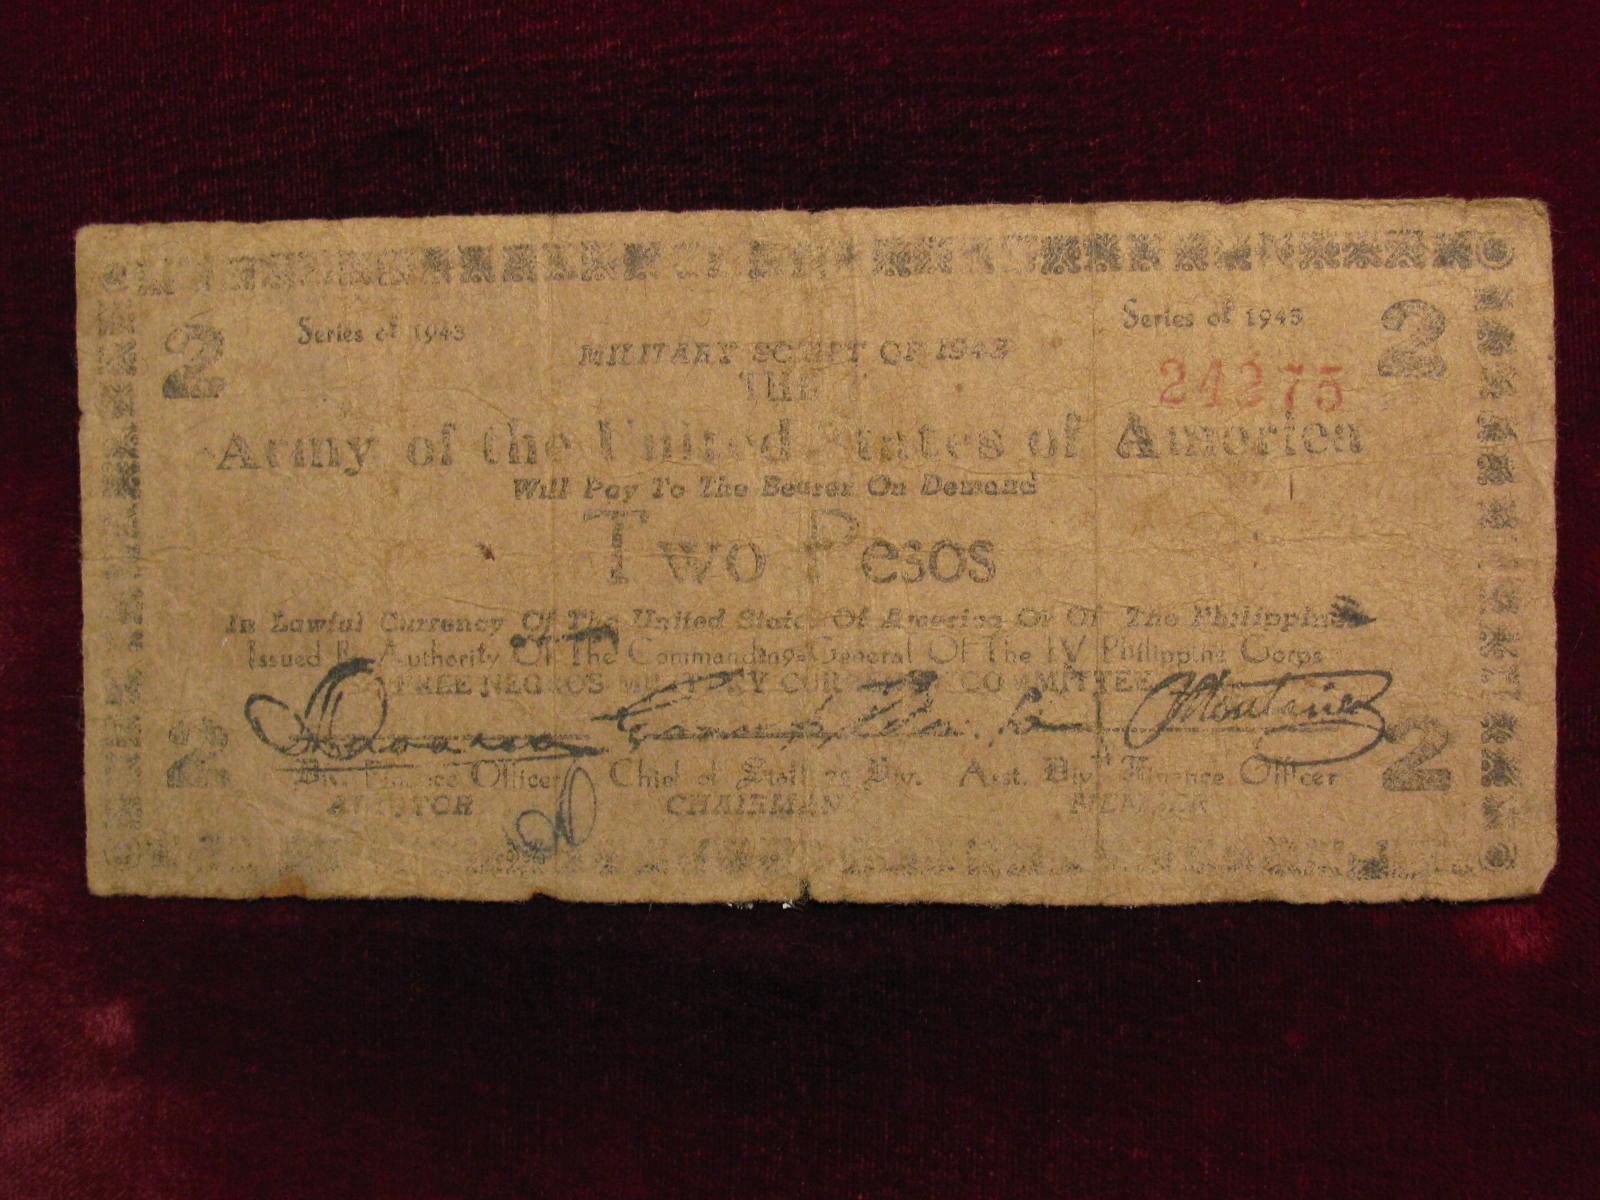 2 Series of 1943 Series of 1943 2
MILITARY SCRIPT OF 1943
24275
THE
Army of the United States of America
Will Pay To The Bearer On Demand
Two Pesos
In Lawful Currency Of The United States Of America Or Of The Philippines
Issued By Authority Of The Commanding General Of The IV Philippine Corps
FREE NEGROS MILITARY CURRENCY COMMITTEE
2 2
Div. Finance Officer Chief of Staff Div. Asst. Div. Finance Officer
AUDITOR CHAIRMAN MEMBER